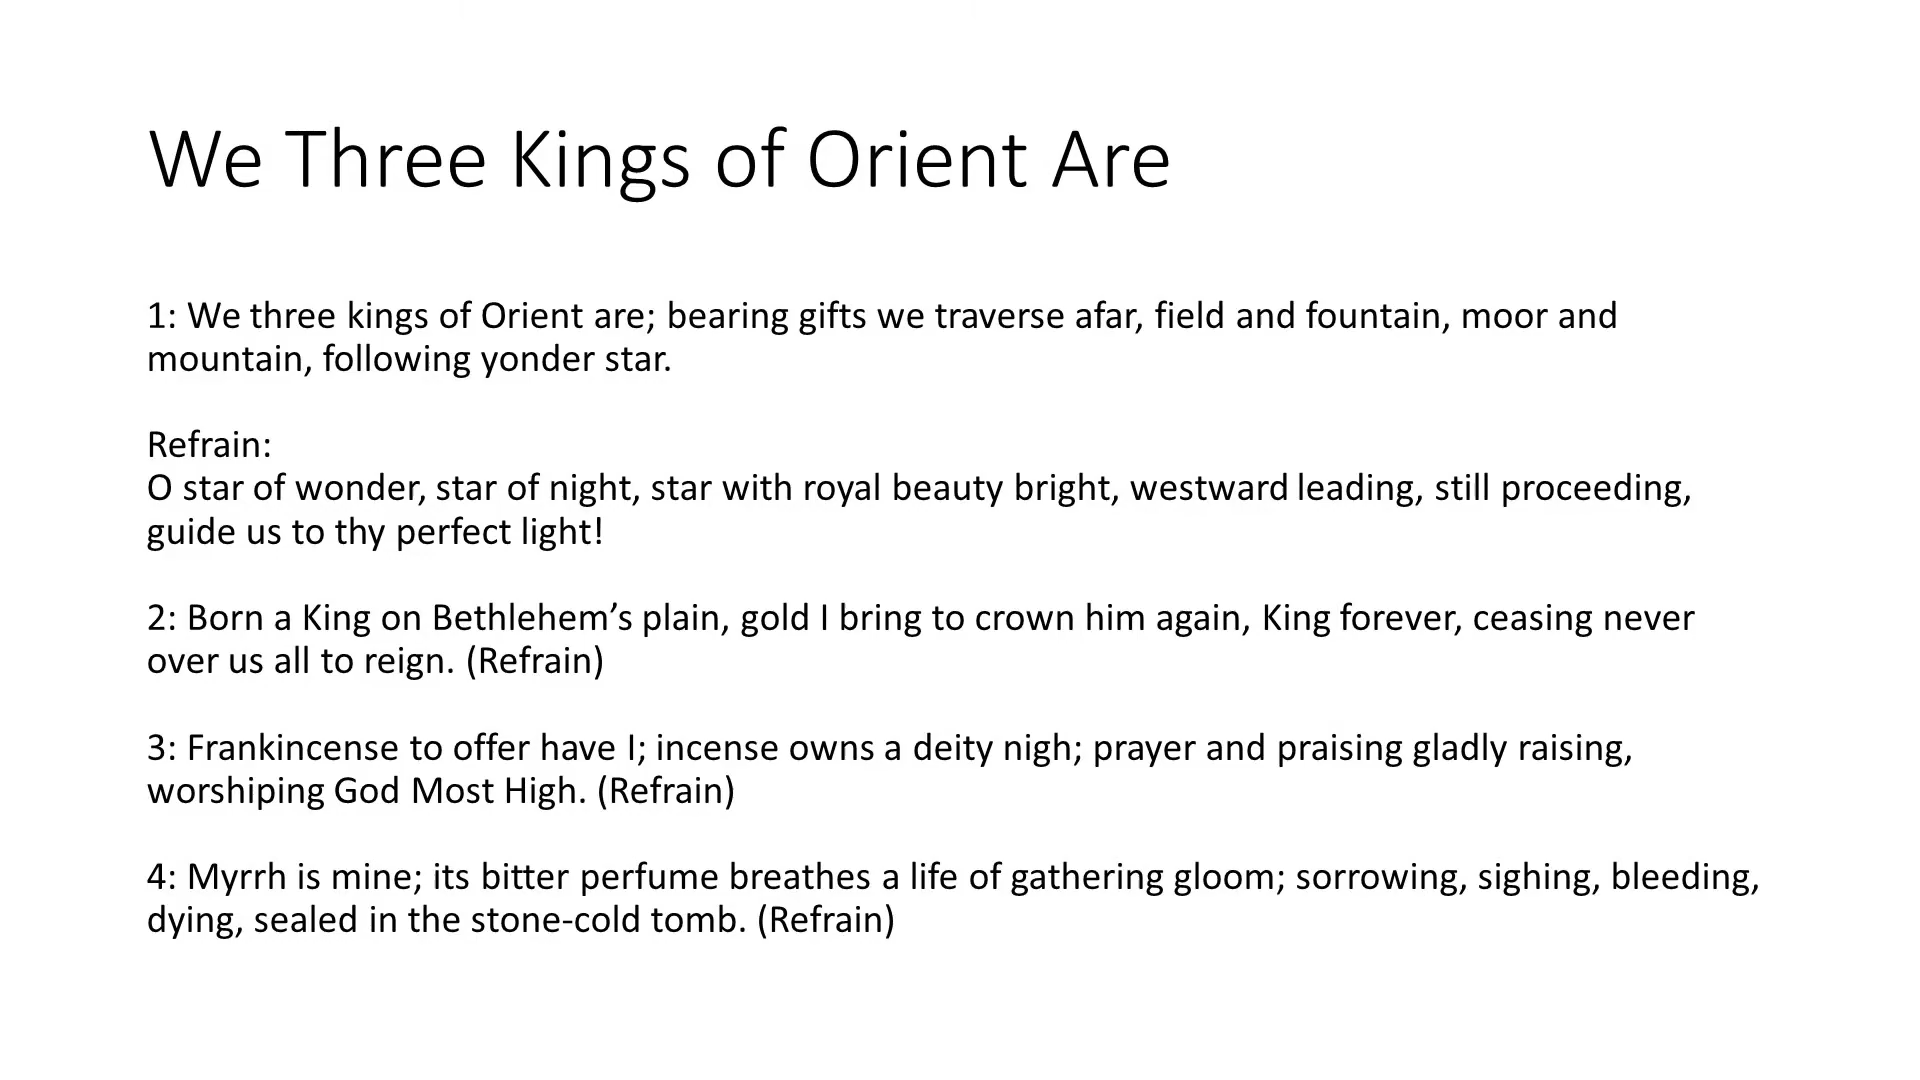 We Three Kings of Orient Are
1: We three kings of Orient are; bearing gifts we traverse afar, field and fountain, moor and
mountain, following yonder star.
Refrain:
O star of wonder, star of night, star with royal beauty bright, westward leading, still proceeding,
guide us to thy perfect light!
2: Born a King on Bethlehem’s plain, gold I bring to crown him again, King forever, ceasing never
over us all to reign. (Refrain)
3: Frankincense to offer have I; incense owns a deity nigh; prayer and praising gladly raising,
worshiping God Most High. (Refrain)
4: Myrrh is mine; its bitter perfume breathes a life of gathering gloom; sorrowing, sighing, bleeding,
dying, sealed in the stone-cold tomb. (Refrain)